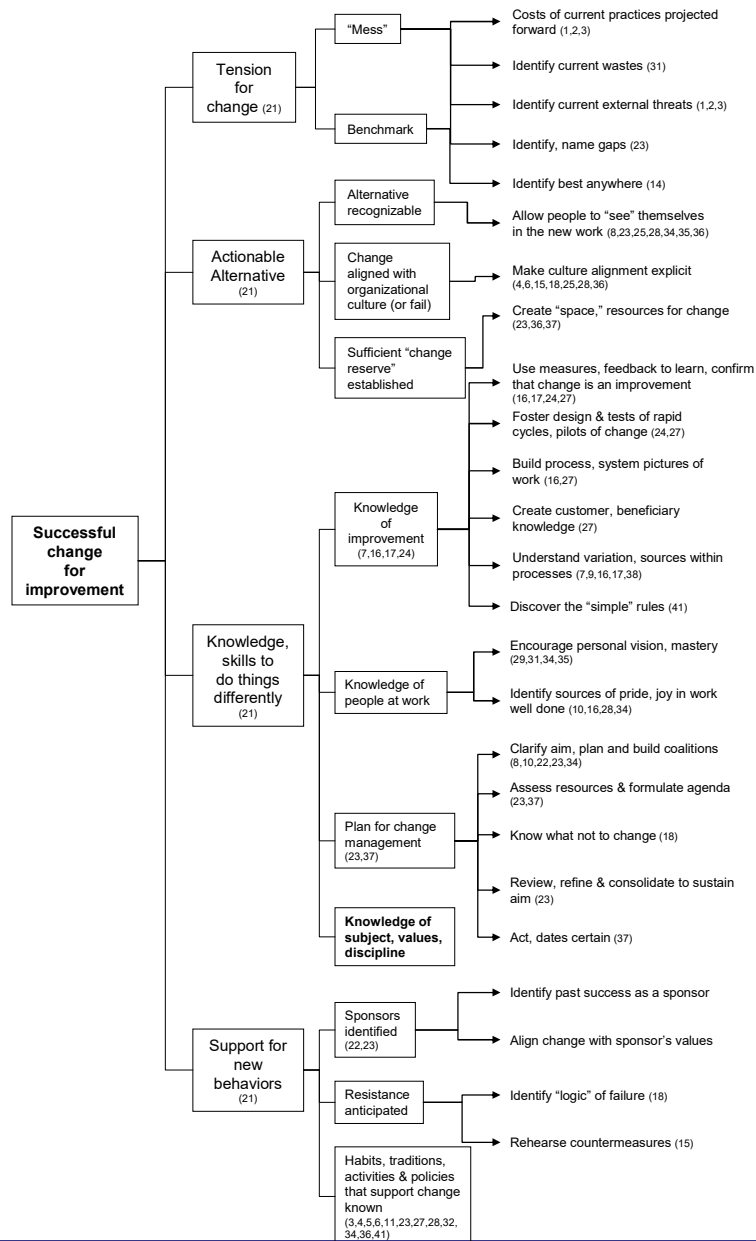 Successful
change
for
improvement
Tension
for
change (21)
“Mess”
Benchmark
Costs of current practices projected
forward (1,2,3)
Identify current wastes (31)
Identify current external threats (1,2,3)
Identify, name gaps (23)
Identify best anywhere (14)
Actionable
Alternative
(21)
Alternative
recognizable
Change
aligned with
organizational
culture (or fail)
Sufficient “change
reserve”
established
Allow people to “see” themselves
in the new work (8,23,25,28,34,35,36)
Make culture alignment explicit
(4,6,15,18,25,28,36)
Create “space,” resources for change
(23,36,37)
Knowledge,
skills to
do things
differently
(21)
Knowledge
of
improvement
(7,16,17,24)
Use measures, feedback to learn, confirm
that change is an improvement
(16,17,24,27)
Foster design & tests of rapid
cycles, pilots of change (24,27)
Build process, system pictures of
work (16,27)
Create customer, beneficiary
knowledge (27)
Understand variation, sources within
processes (7,9,16,17,38)
Discover the “simple” rules (41)
Knowledge of
people at work
Encourage personal vision, mastery
(29,31,34,35)
Identify sources of pride, joy in work
well done (10,16,28,34)
Plan for change
management
(23,37)
Clarify aim, plan and build coalitions
(8,10,22,23,34)
Assess resources & formulate agenda
(23,37)
Know what not to change (18)
Review, refine & consolidate to sustain
aim (23)
Act, dates certain (37)
Knowledge of
subject, values,
discipline
Support for
new
behaviors
(21)
Sponsors
identified
(22,23)
Identify past success as a sponsor
Align change with sponsor’s values
Resistance
anticipated
Identify “logic” of failure (18)
Rehearse countermeasures (15)
Habits, traditions,
activities & policies
that support change
known
(3,4,5,6,11,23,27,28,32,
34,36,41)